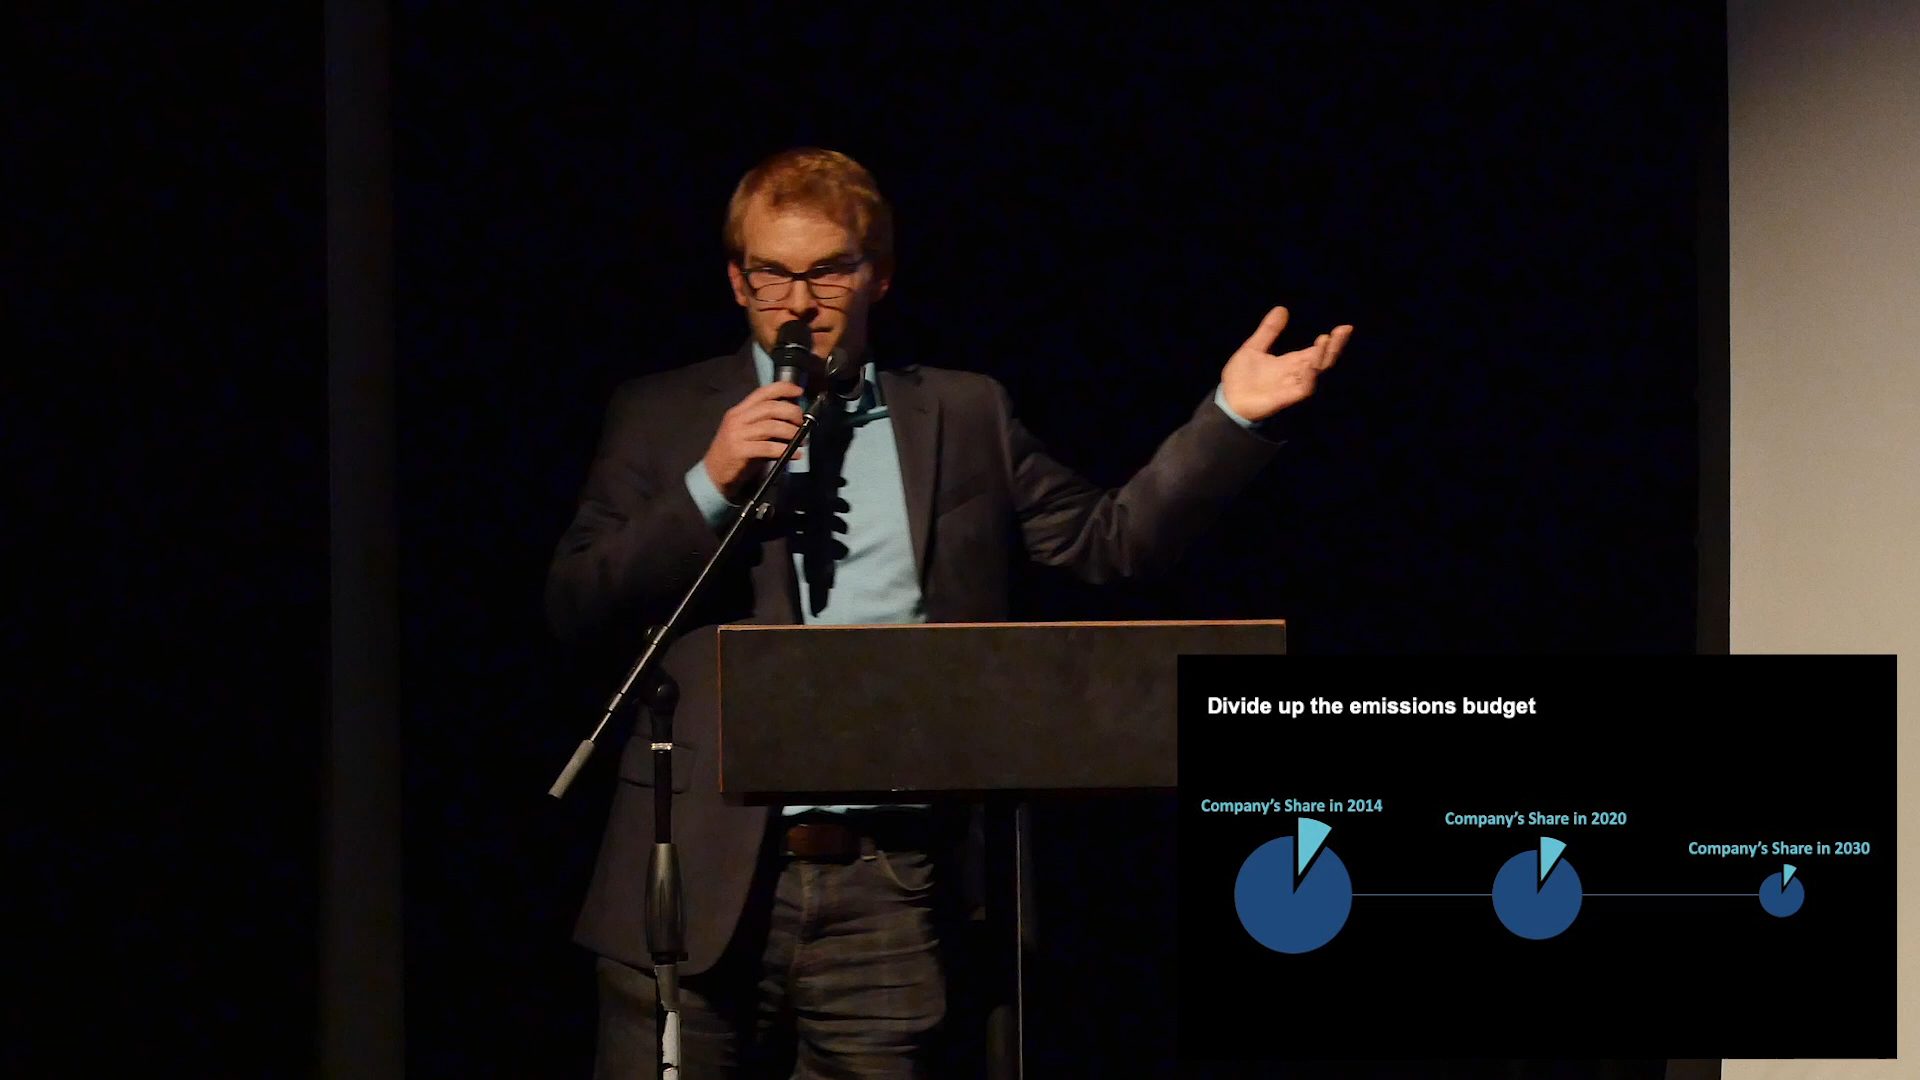 Divide up the emissions budget
Company's Share in 2014
Company's Share in 2020
Company's Share in 2030